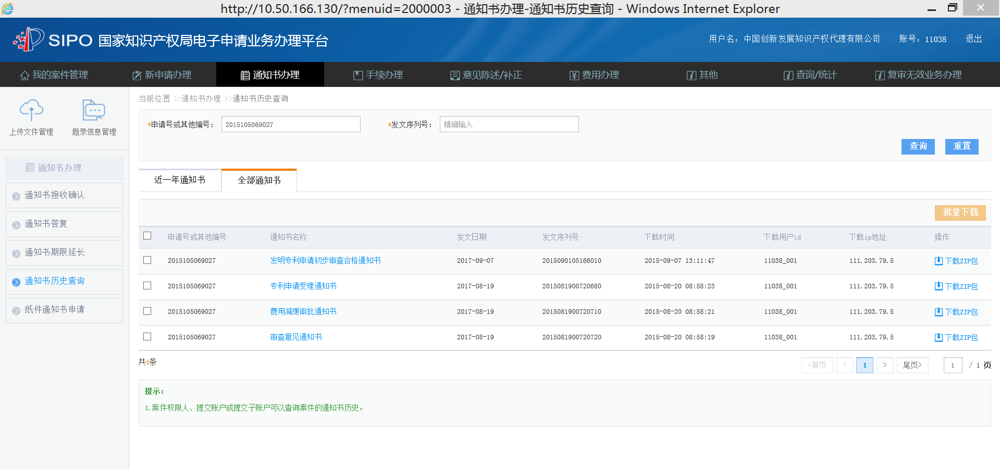 http://10.50.166.130/?menuid=2000003 - 通知书办理-通知书历史查询 - Windows Internet Explorer
SIPO 国家知识产权局电子申请业务办理平台
用户名：中国创新发展知识产权代理有限公司 账号：11038 退出
我的案件管理 新申请办理 通知书办理 手续办理 意见陈述/补正 费用办理 其他 查询/统计 复审无效业务办理
上传文件管理 题录信息管理
通知书办理
通知书接收确认
通知书答复
通知书期限延长
通知书历史查询
纸件通知书申请
当前位置 >>通知书办理 >>通知书历史查询
*申请号或其他编号： 2015105069027 *发文序列号： 精确输入
查询 重置
近一年通知书 全部通知书
批量下载
申请号或其他编号 通知书名称 发文日期 发文序列号 下载时间 下载用户id 下载ip地址 操作
2015105069027 发明专利申请初步审查合格通知书 2017-09-07 2015090105166010 2015-09-07 13:11:47 11038_001 111.203.79.5 下载ZIP包
2015105069027 专利申请受理通知书 2017-08-19 2015081900720680 2015-08-20 08:58:23 11038_001 111.203.79.5 下载ZIP包
2015105069027 费用减缓审批通知书 2017-08-19 2015081900720710 2015-08-20 08:58:21 11038_001 111.203.79.5 下载ZIP包
2015105069027 审查意见通知书 2017-08-19 2015081900720720 2015-08-20 08:58:19 11038_001 111.203.79.5 下载ZIP包
共4条
<首页 < 1 > 尾页> 1 / 1 页
提示：
1.案件权限人、提交账户或提交子账户可以查询案件的通知书历史。